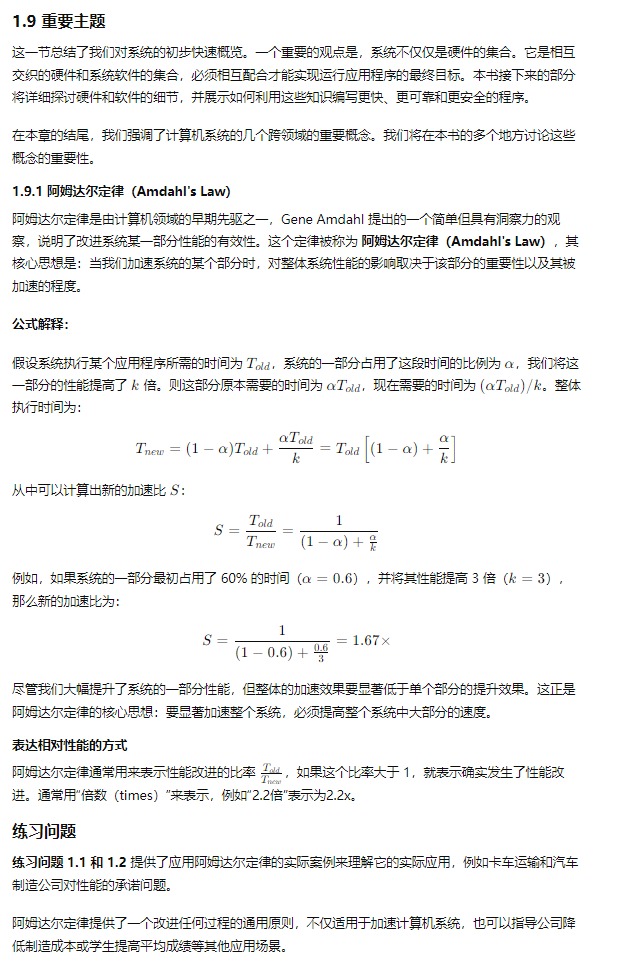 1.9 重要主题
这一节总结了我们对系统的初步快速概览。一个重要的观点是，系统不仅仅是硬件的集合。它是相互
交织的硬件和系统软件的集合，必须相互配合才能实现运行应用程序的最终目标。本书接下来的部分
将详细探讨硬件和软件的细节，并展示如何利用这些知识编写更快、更可靠和更安全的程序。
在本章的结尾，我们强调了计算机系统的几个跨领域的重要概念。我们将在本书的多个地方讨论这些
概念的重要性。
1.9.1 阿姆达尔定律（Amdahl's Law）
阿姆达尔定律是由计算机领域的早期先驱之一，Gene Amdahl 提出的一个简单但具有洞察力的观
察，说明了改进系统某一部分性能的有效性。这个定律被称为 阿姆达尔定律（Amdahl's Law），其
核心思想是：当我们加速系统的某个部分时，对整体系统性能的影响取决于该部分的重要性以及其被
加速的程度。
公式解释：
假设系统执行某个应用程序所需的时间为 T_{old}，系统的一部分占用了这段时间的比例为 α，我们将这
一部分的性能提高了 k 倍。则这部分原本需要的时间为 αT_{old}，现在需要的时间为 (αT_{old})/k。整体
执行时间为：
T_{new} = (1 − α)T_{old} + \frac{αT_{old}}{k} = T_{old} [(1 − α) + \frac{α}{k}]
从中可以计算出新的加速比 S：
S = \frac{T_{old}}{T_{new}} = \frac{1}{(1 − α) + \frac{α}{k}}
例如，如果系统的一部分最初占用了 60% 的时间（α = 0.6），并将其性能提高 3 倍（k = 3），
那么新的加速比为：
S = \frac{1}{(1 − 0.6) + \frac{0.6}{3}} = 1.67×
尽管我们大幅提升了系统的一部分性能，但整体的加速效果要显著低于单个部分的提升效果。这正是
阿姆达尔定律的核心思想：要显著加速整个系统，必须提高整个系统中大部分的速度。
表达相对性能的方式
阿姆达尔定律通常用来表示性能改进的比率 \frac{T_{old}}{T_{new}}，如果这个比率大于 1，就表示确实发生了性能改
进。通常用“倍数（times）”来表示，例如“2.2倍”表示为2.2x。
练习问题
练习问题 1.1 和 1.2 提供了应用阿姆达尔定律的实际案例来理解它的实际应用，例如卡车运输和汽车
制造公司对性能的承诺问题。
阿姆达尔定律提供了一个改进任何过程的通用原则，不仅适用于加速计算机系统，也可以指导公司降
低制造成本或学生提高平均成绩等其他应用场景。